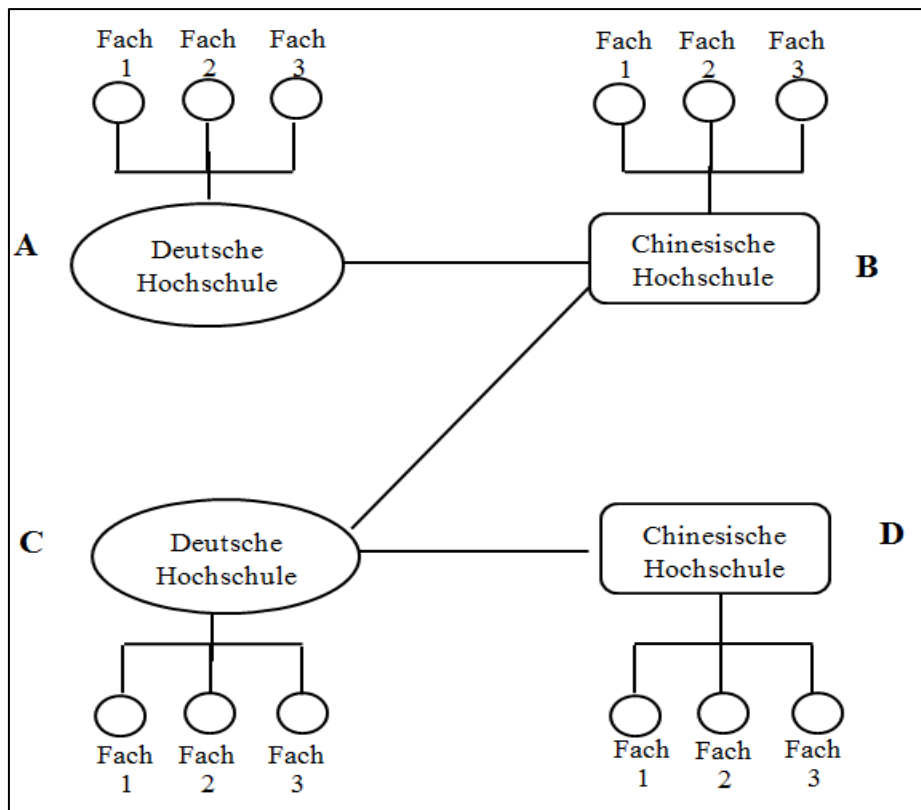 Fach Fach Fach
1 2 3
Fach Fach Fach
1 2 3
A
Deutsche
Hochschule
Chinesische
Hochschule
B
C
Deutsche
Hochschule
Chinesische
Hochschule
D
Fach Fach Fach
1 2 3
Fach Fach Fach
1 2 3